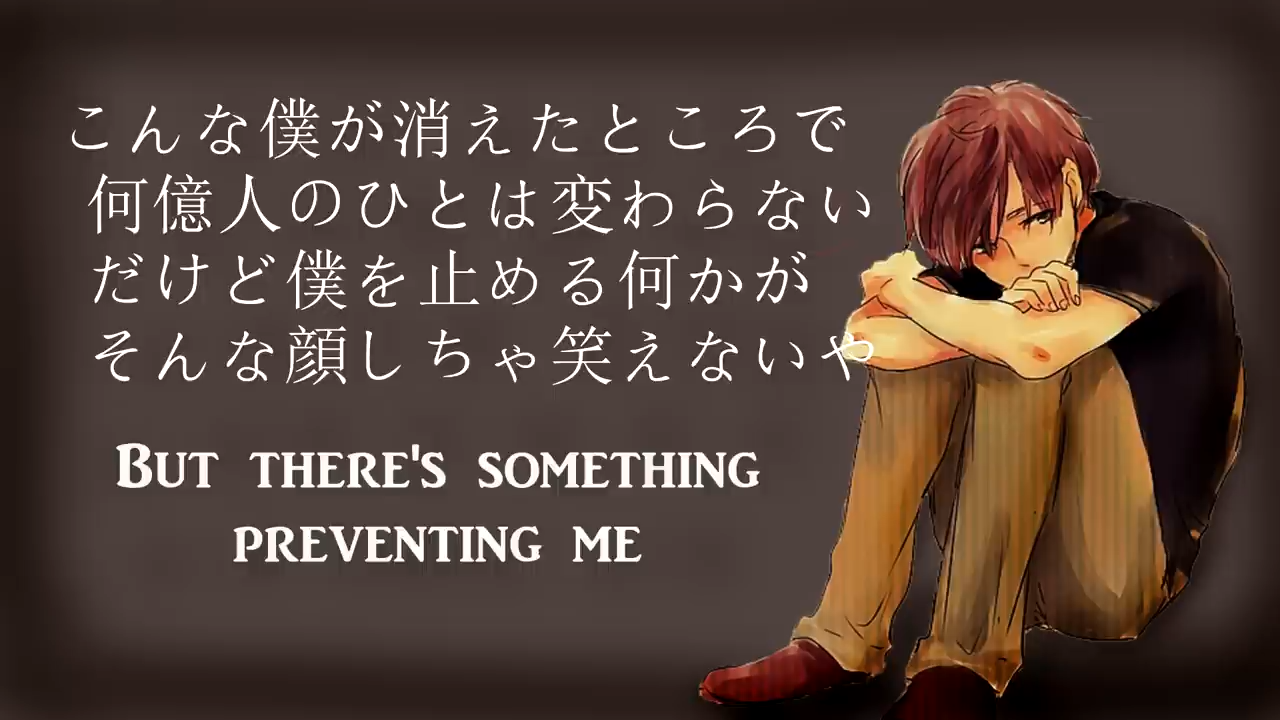 こんな僕が消えたところで
何億人のひとは変わらない
だけど僕を止める何かが
そんな顔しちゃ笑えないや
But there's something
preventing me